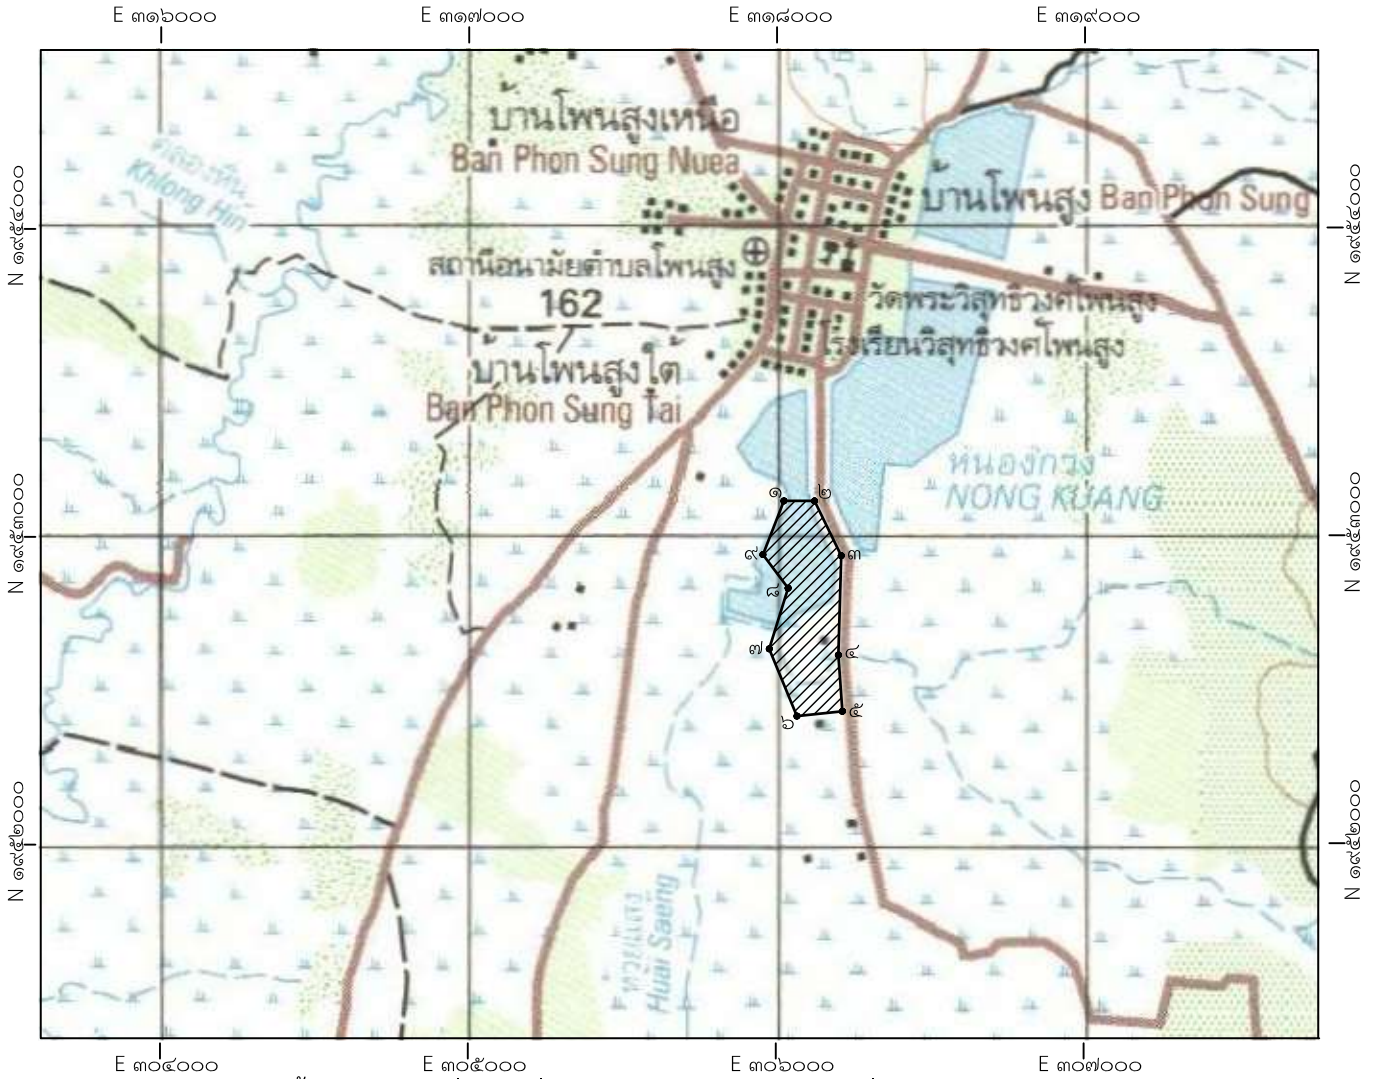 E ๓๑๖๐๐๐
E ๓๑๗๐๐๐
E ๓๑๘๐๐๐
E ๓๑๙๐๐๐
บ้านโพนสูงเหนือ
Ban Phon Sung Nuea
คลองหิน
Khlong Hin
บ้านโพนสูง Ban Phon Sung
N ๑๙๕๔๐๐๐
N ๑๙๕๔๐๐๐
สถานีอนามัยตำบลโพนสูง
162
วัดพระวิสุทธิวงศ์โพนสูง
โรงเรียนวิสุทธิวงศ์โพนสูง
บ้านโพนสูงใต้
Ban Phon Sung Tai
หนองกวง
NONG KUANG
๑
๒
N ๑๙๕๓๐๐๐
N ๑๙๕๓๐๐๐
๙
๓
๘
๗
๔
๖
๕
N ๑๙๕๒๐๐๐
N ๑๙๕๒๐๐๐
ห้วยแสง
Huai Saeng
E ๓๐๔๐๐๐
E ๓๐๕๐๐๐
E ๓๐๖๐๐๐
E ๓๐๗๐๐๐